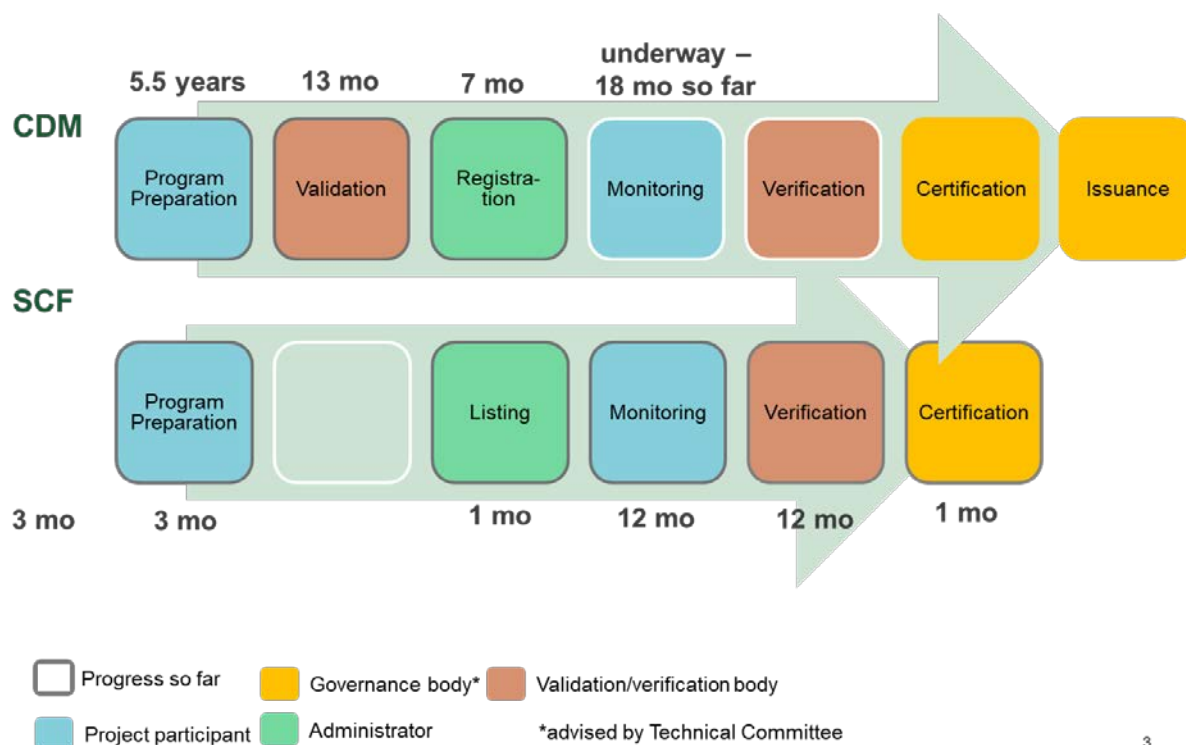 underway –
5.5 years 13 mo 7 mo 18 mo so far
CDM
Program
Preparation
Validation
Registra-
tion
Monitoring
Verification
Certification
Issuance
SCF
Program
Preparation
Listing
Monitoring
Verification
Certification
3 mo 3 mo 1 mo 12 mo 12 mo 1 mo
Progress so far
Governance body*
Validation/verification body
Project participant
Administrator
*advised by Technical Committee
3